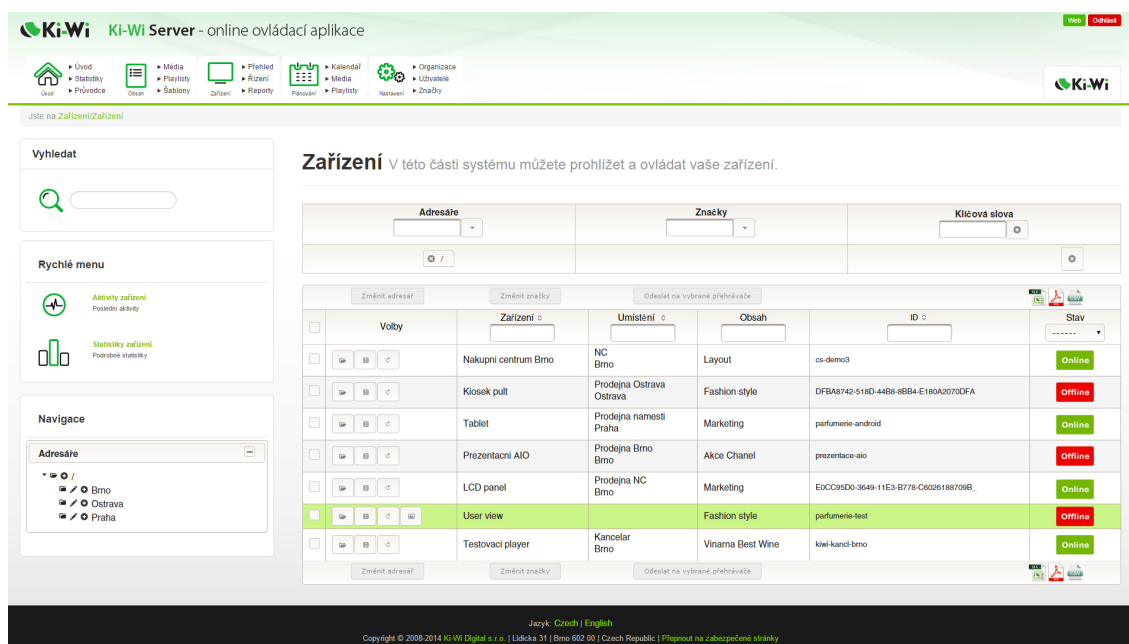 Ki-Wi Ki-Wi Server - online ovládací aplikace
Web Odhlásit
Úvod
Statistiky
Průvodce
Úvod
Média
Playlisty
Šablony
Obsah
Přehled
Řízení
Reporty
Zařízení
Kalendář
Média
Playlisty
Plánování
Organizace
Uživatelé
Značky
Nastavení
Ki-Wi
Jste na:Zařízení/Zařízení
Vyhledat
Rychlé menu
Aktivity zařízení
Poslední aktivity
Statistiky zařízení
Podrobné statistiky
Navigace
Adresáře
/
Brno
Ostrava
Praha
Zařízení V této části systému můžete prohlížet a ovládat vaše zařízení.
Adresáře Značky Klíčová slova
/
Změnit adresář Změnit značky Odeslat na vybrané přehrávače
Volby Zařízení Umístění Obsah ID Stav
------
Nakupni centrum Brno NC Brno Layout cs-demo3 Online
Kiosek pult Prodejna Ostrava Ostrava Fashion style DFBA8742-518D-44B8-8BB4-E180A2070DFA Offline
Tablet Prodejna namesti Praha Marketing parfumerie-android Online
Prezentacni AIO Prodejna Brno Brno Akce Chanel prezentace-aio Offline
LCD panel Prodejna NC Brno Marketing E0CC95D0-3649-11E3-B778-C6026188709B_ Online
User view Fashion style parfumerie-test Offline
Testovaci player Kancelar Brno Vinarna Best Wine kiwi-kancl-brno Online
Změnit adresář Změnit značky Odeslat na vybrané přehrávače
Jazyk: Czech | English
Copyright © 2008-2014 Ki-Wi Digital s.r.o. | Lidicka 31 | Brno 602 00 | Czech Republic | Přepnout na zabezpečené stránky